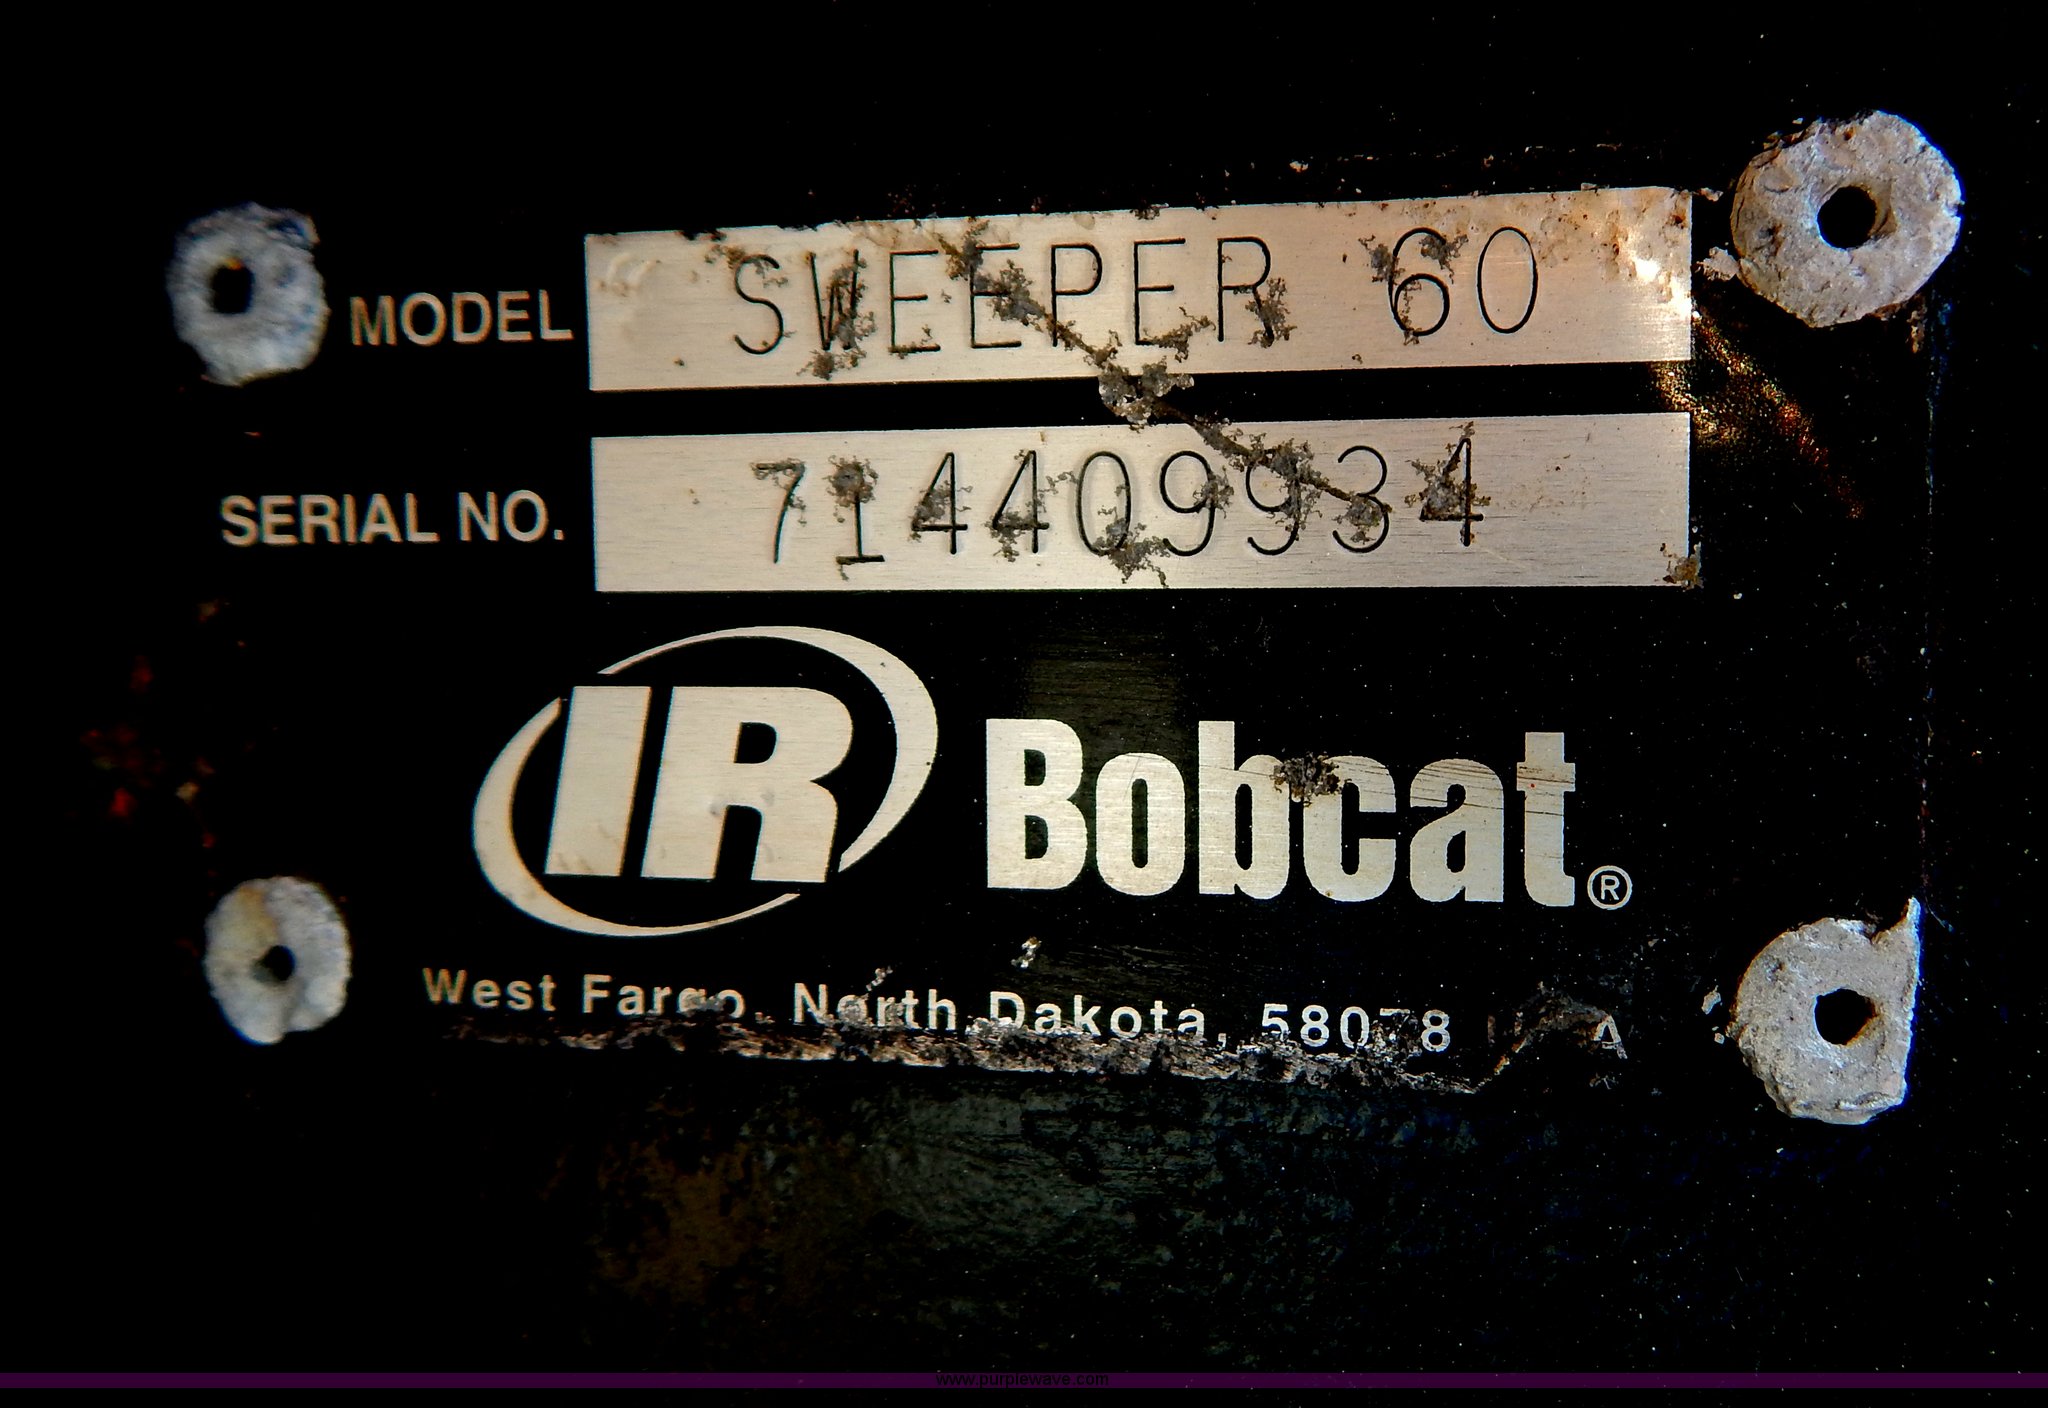 MODEL SWEEPER 60
SERIAL NO. 714409934
IR Bobcat®
West Fargo, North Dakota, 58078
www.purplewave.com